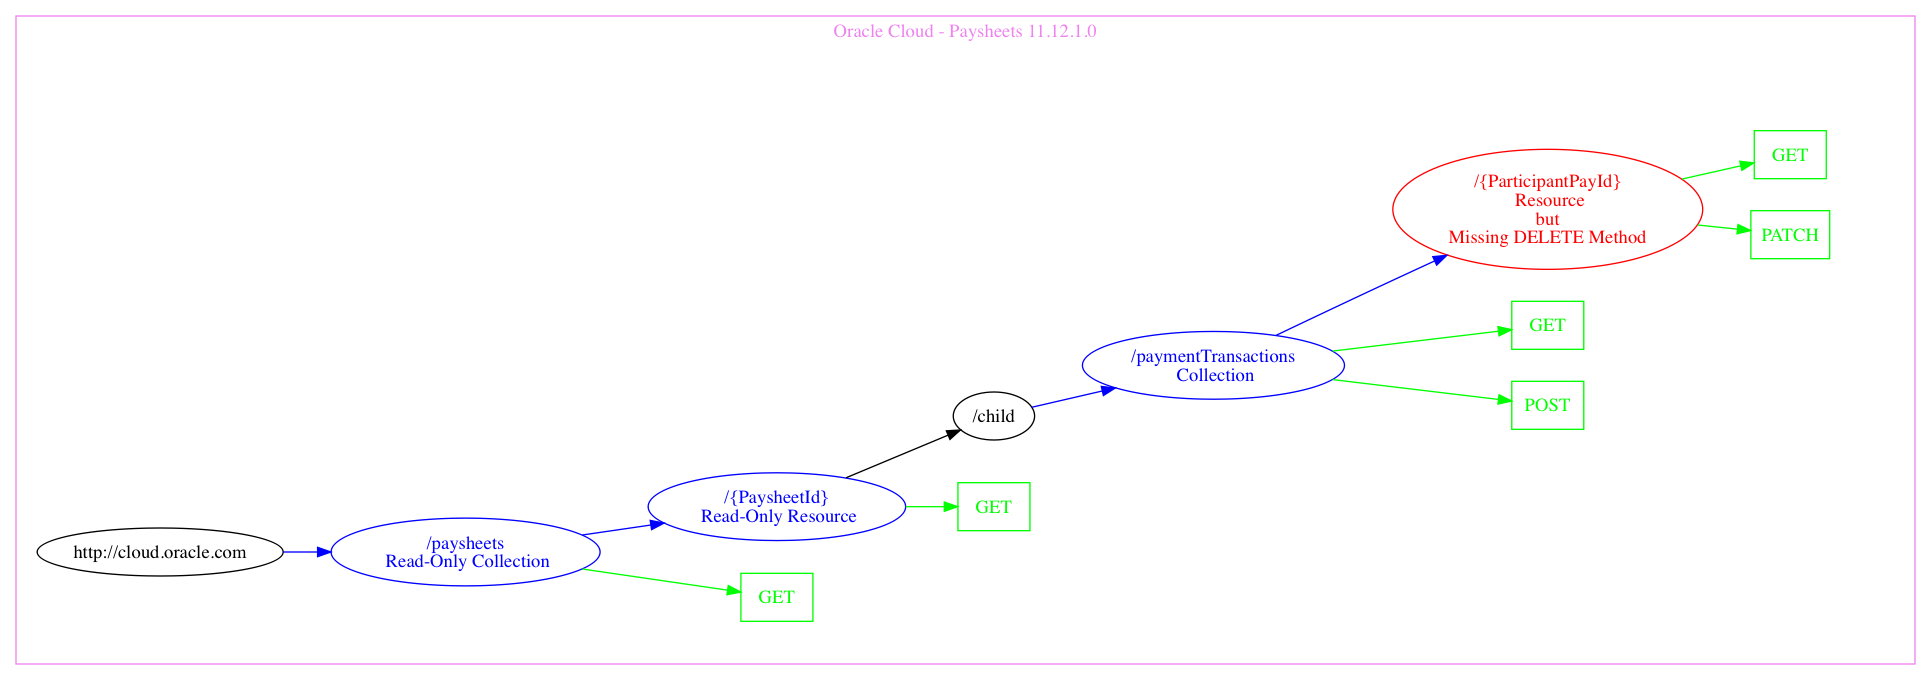 Oracle Cloud - Paysheets 11.12.1.0
http://cloud.oracle.com
/paysheets
Read-Only Collection
GET
/{PaysheetId}
Read-Only Resource
GET
/child
/paymentTransactions
Collection
GET
POST
/{ParticipantPayId}
Resource
but
Missing DELETE Method
GET
PATCH